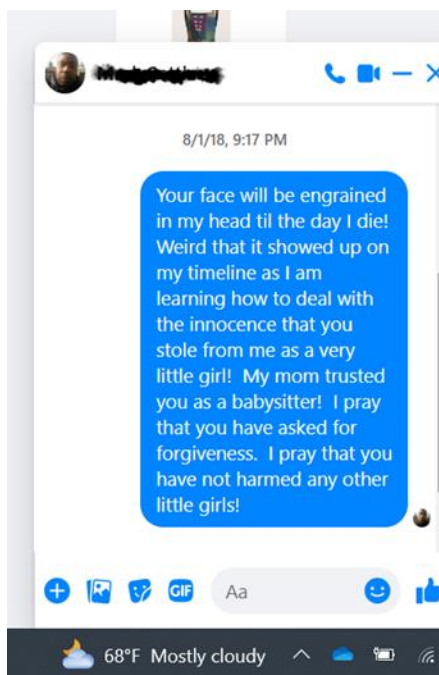 8/1/18, 9:17 PM
Your face will be engrained
in my head til the day I die!
Weird that it showed up on
my timeline as I am
learning how to deal with
the innocence that you
stole from me as a very
little girl!  My mom trusted
you as a babysitter!  I pray
that you have asked for
forgiveness.  I pray that you
have not harmed any other
little girls!
GIF
Aa
68°F Mostly cloudy